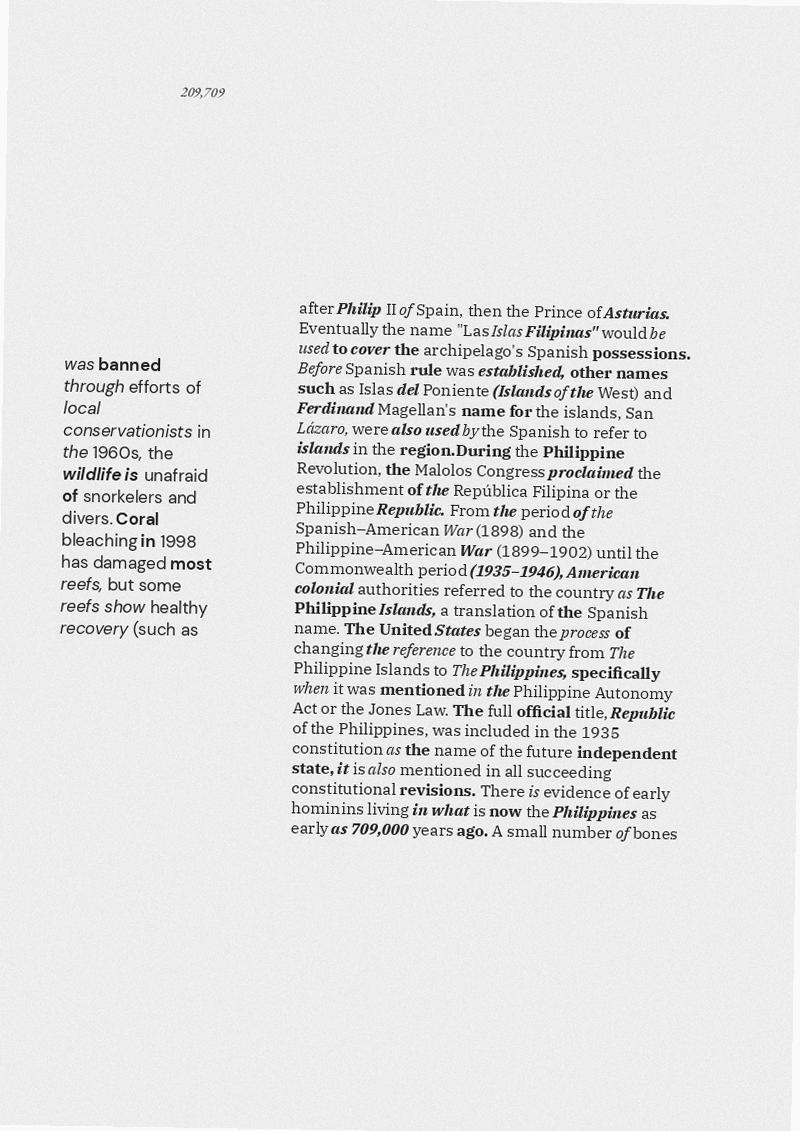 209,709
was banned
through efforts of
local
conservationists in
the 1960s, the
wildlife is unafraid
of snorkelers and
divers. Coral
bleaching in 1998
has damaged most
reefs, but some
reefs show healthy
recovery (such as
after Philip II of Spain, then the Prince of Asturias.
Eventually the name "Las Islas Filipinas" would be
used to cover the archipelago's Spanish possessions.
Before Spanish rule was established, other names
such as Islas del Poniente (Islands of the West) and
Ferdinand Magellan's name for the islands, San
Lázaro, were also used by the Spanish to refer to
islands in the region.During the Philippine
Revolution, the Malolos Congress proclaimed the
establishment of the República Filipina or the
Philippine Republic. From the period of the
Spanish–American War (1898) and the
Philippine–American War (1899–1902) until the
Commonwealth period (1935–1946), American
colonial authorities referred to the country as The
Philippine Islands, a translation of the Spanish
name. The United States began the process of
changing the reference to the country from The
Philippine Islands to The Philippines, specifically
when it was mentioned in the Philippine Autonomy
Act or the Jones Law. The full official title, Republic
of the Philippines, was included in the 1935
constitution as the name of the future independent
state, it is also mentioned in all succeeding
constitutional revisions. There is evidence of early
hominins living in what is now the Philippines as
early as 709,000 years ago. A small number of bones